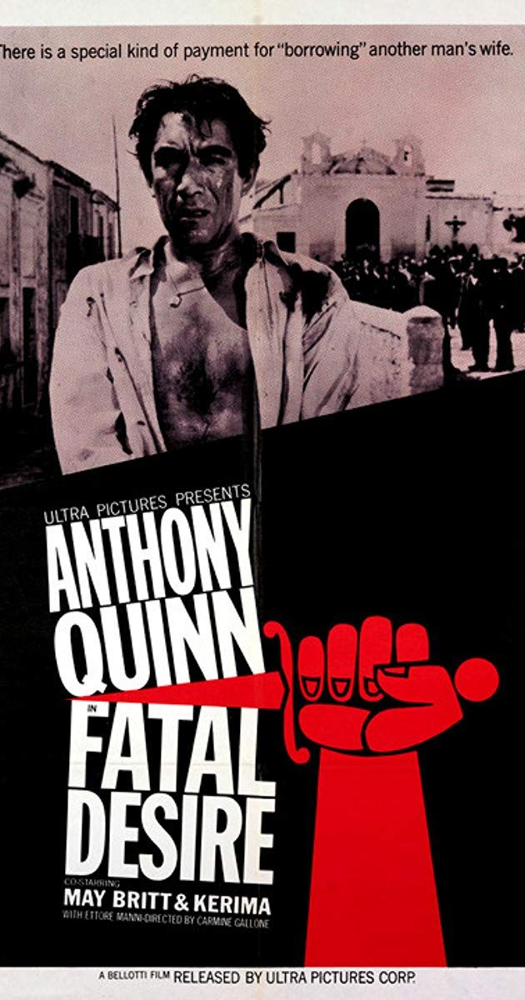 There is a special kind of payment for "borrowing" another man's wife.
ULTRA PICTURES PRESENTS
ANTHONY
QUINN
IN
FATAL
DESIRE
CO-STARRING
MAY BRITT & KERIMA
WITH ETTORE MANNI-DIRECTED BY CARMINE GALLONE
A BELLOTTI FILM RELEASED BY ULTRA PICTURES CORP.